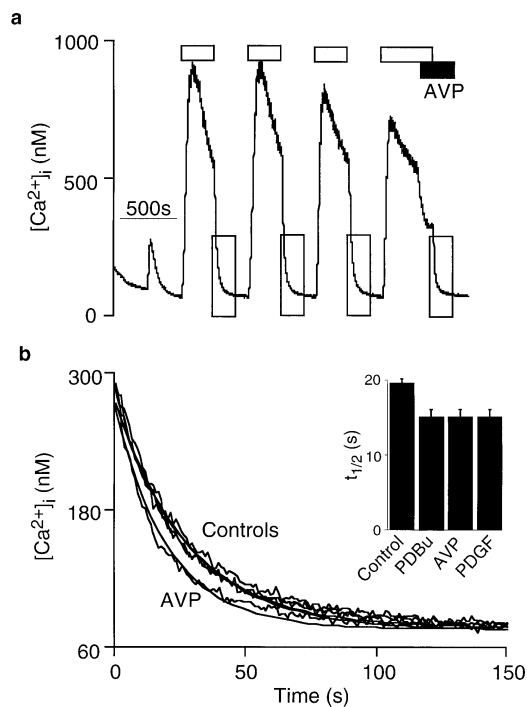 a
1000
AVP
[Ca2+]i (nM)
500
500s
0
b
300
20
t1/2 (s)
[Ca2+]i (nM)
180
10
Controls
0
AVP
Control
PDBu
AVP
PDGF
60
0
50
100
150
Time (s)